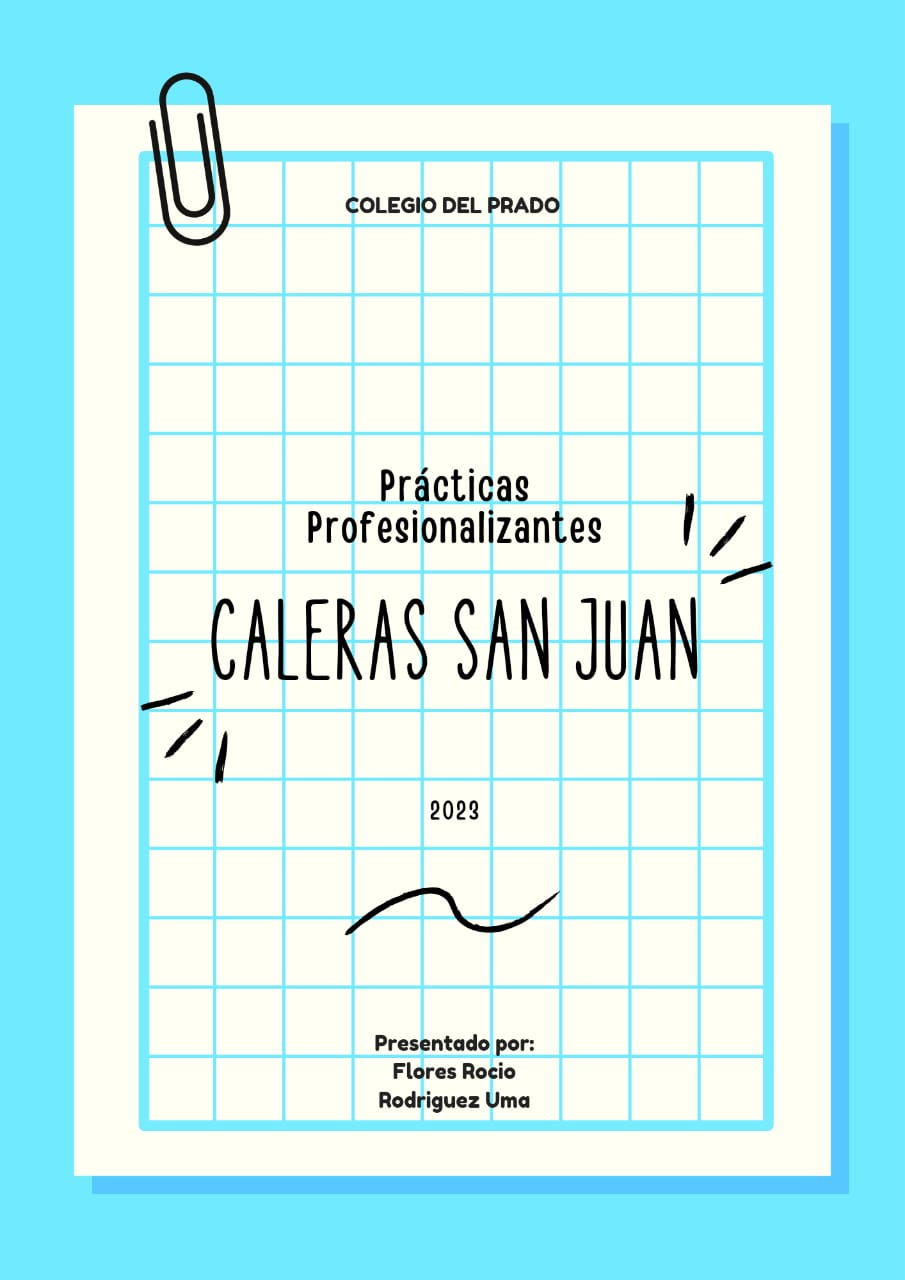 COLEGIO DEL PRADO
Prácticas
Profesionalizantes
CALERAS SAN JUAN
2023
Presentado por:
Flores Rocio
Rodriguez Uma